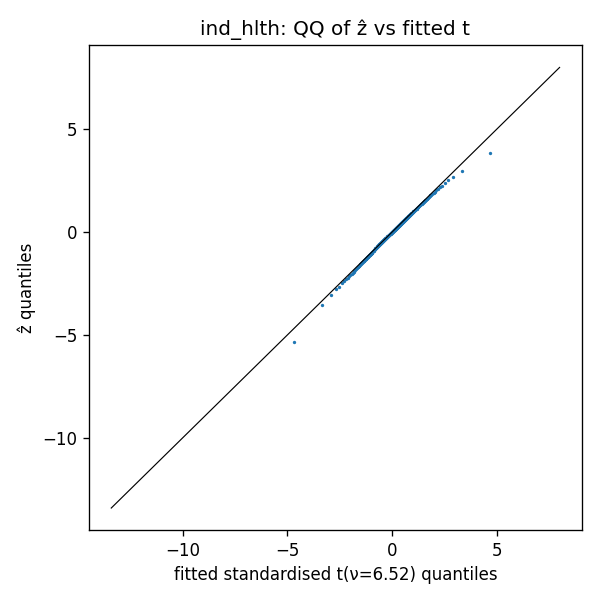 ind_hlth: QQ of ẑ vs fitted t
5
0
−5
−10
ẑ quantiles
−10 −5 0 5
fitted standardised t(ν=6.52) quantiles